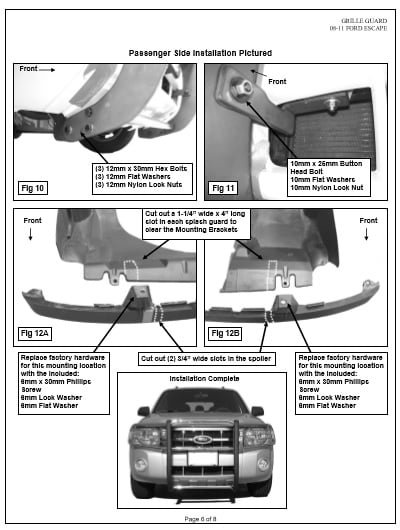 GRILLE GUARD
08-11 FORD ESCAPE
Passenger Side Installation Pictured
Front
(3) 12mm x 30mm Hex Bolts
(3) 12mm Flat Washers
(3) 12mm Nylon Lock Nuts
Fig 10
Front
10mm x 25mm Button
Head Bolt
10mm Flat Washers
10mm Nylon Lock Nut
Fig 11
Cut out a 1-1/4" wide x 4" long
slot in each splash guard to
clear the Mounting Brackets
Front
Front
Fig 12A
Fig 12B
Replace factory hardware
for this mounting location
with the included:
6mm x 30mm Phillips
Screw
6mm Lock Washer
6mm Flat Washer
Cut out (2) 3/4" wide slots in the spoiler
Replace factory hardware
for this mounting location
with the included:
6mm x 30mm Phillips
Screw
6mm Lock Washer
6mm Flat Washer
Installation Complete
Ford
Page 6 of 8